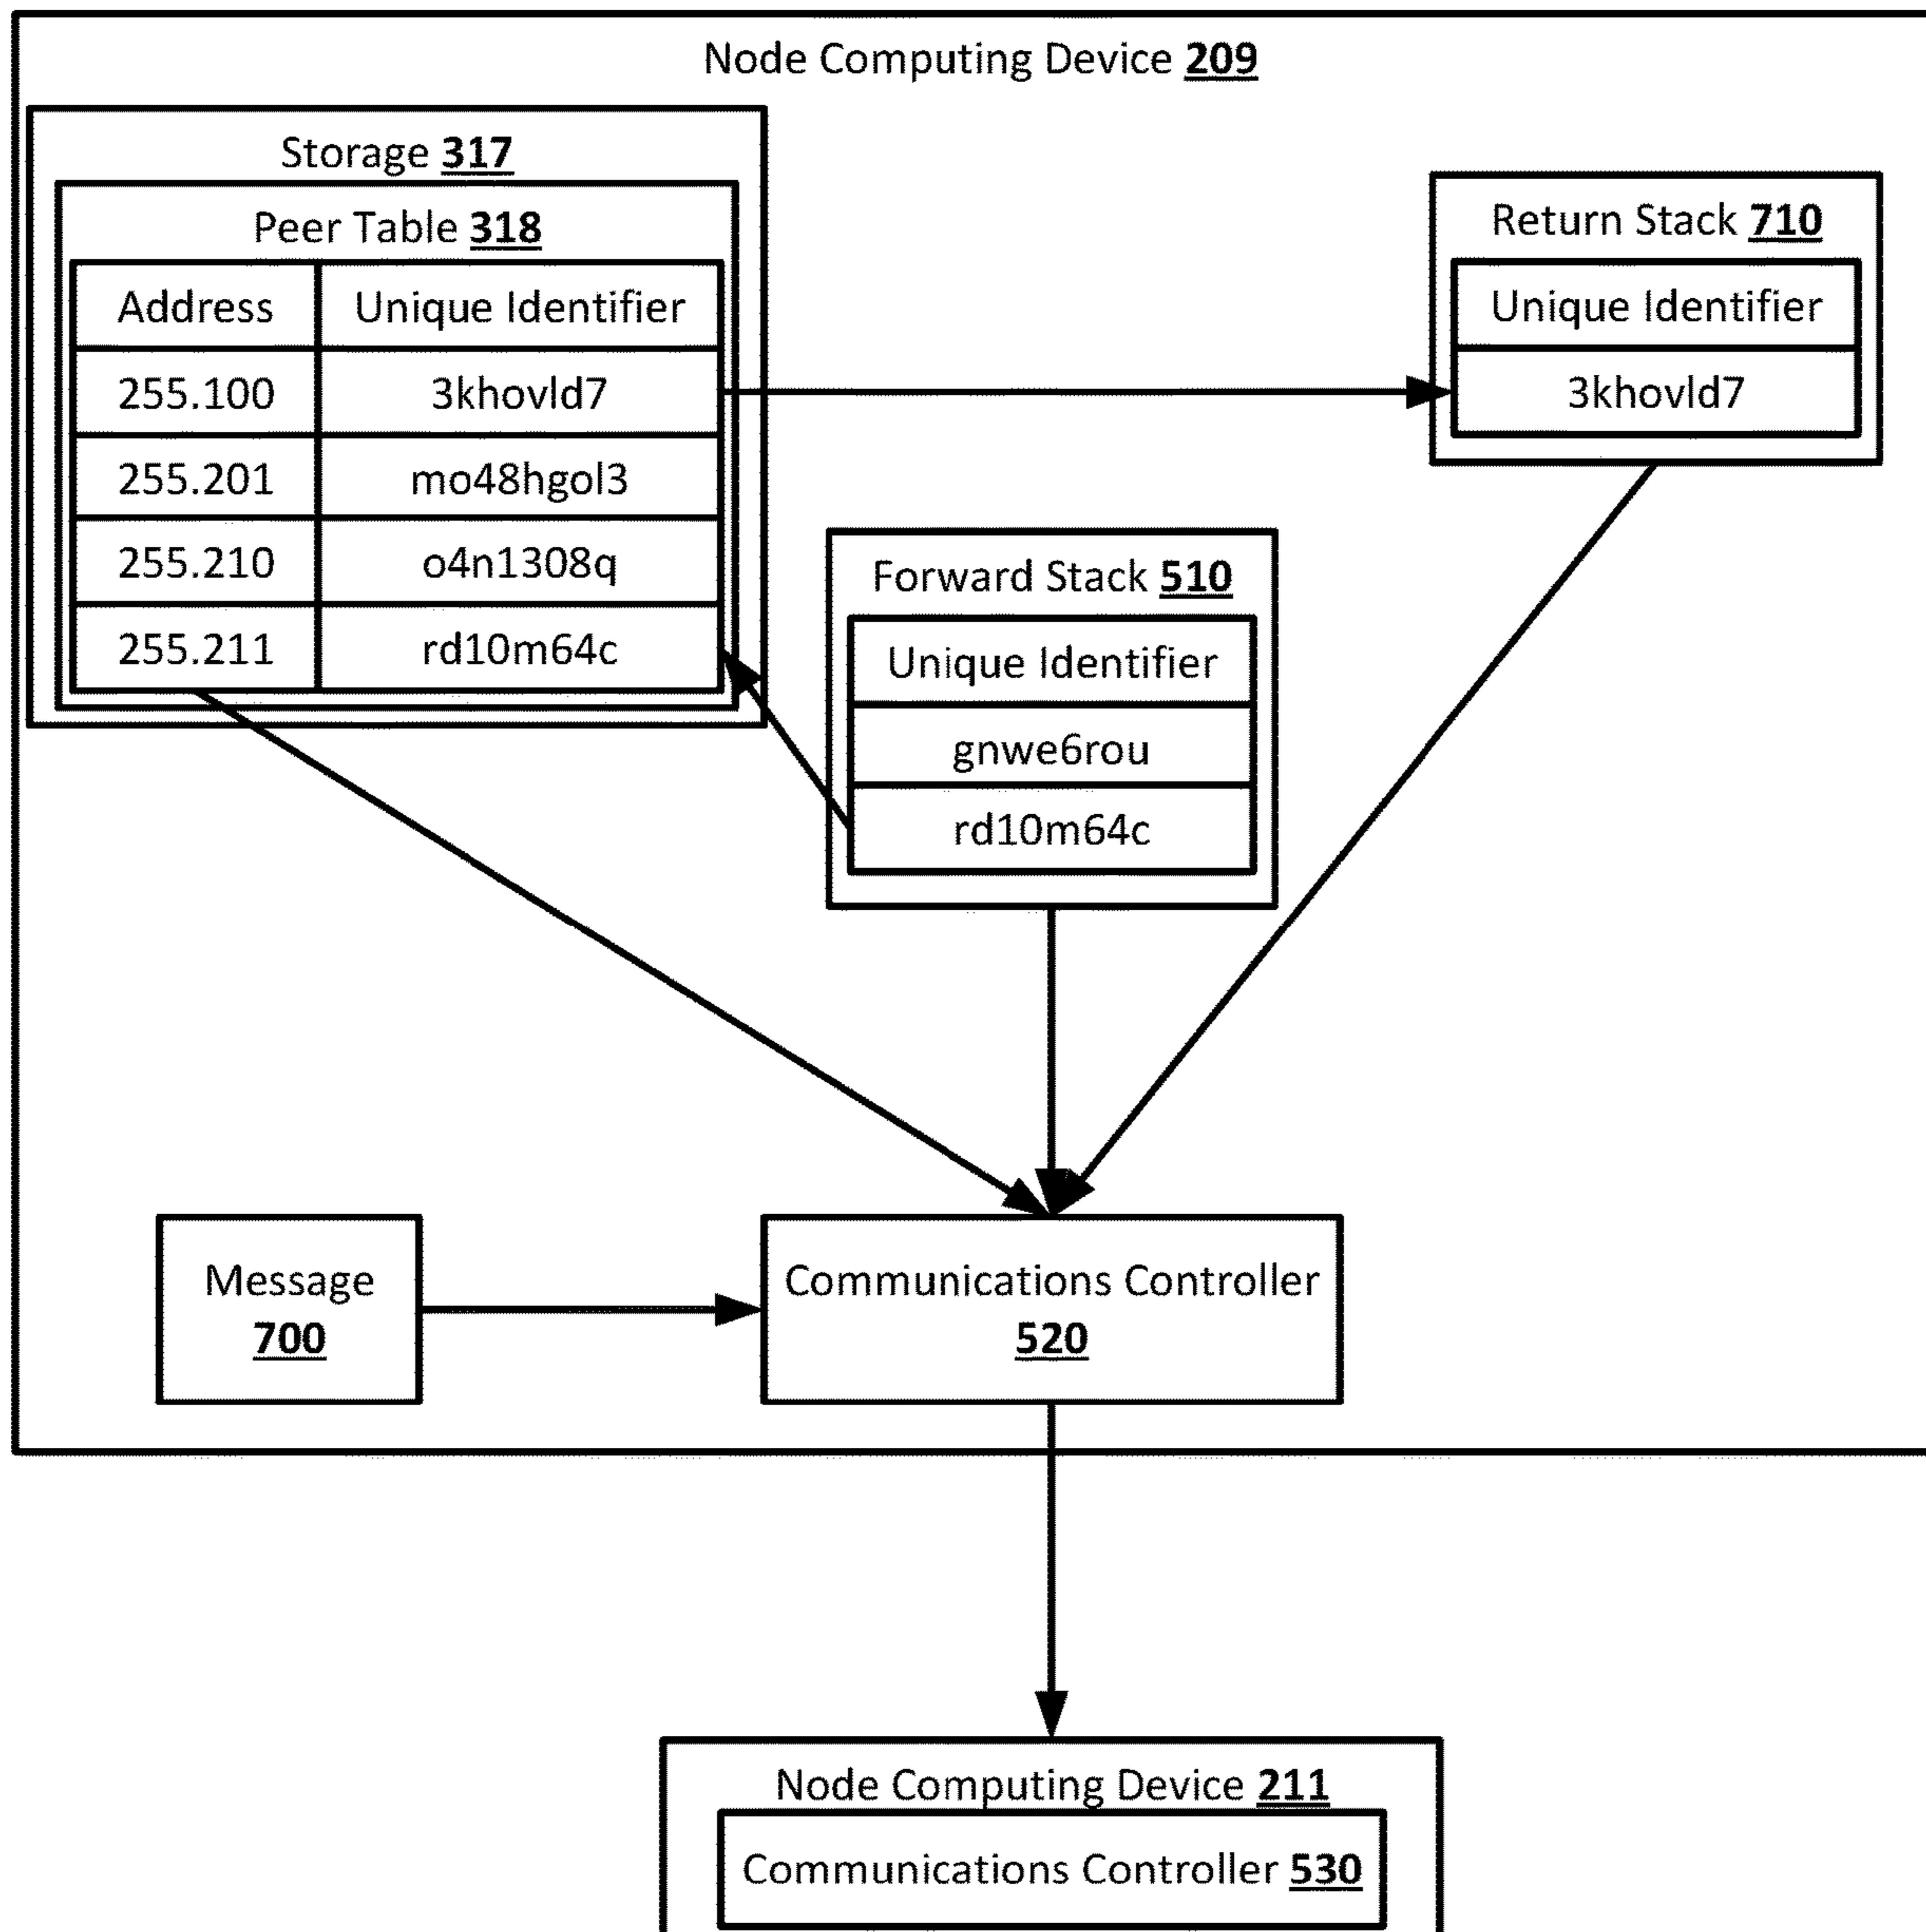 Node Computing Device 209
Storage 317
Peer Table 318
Address Unique Identifier
255.100 3khovld7
255.201 mo48hgol3
255.210 o4n1308q
255.211 rd10m64c
Return Stack 710
Unique Identifier
3khovld7
Forward Stack 510
Unique Identifier
gnwe6rou
rd10m64c
Message
700
Communications Controller
520
Node Computing Device 211
Communications Controller 530